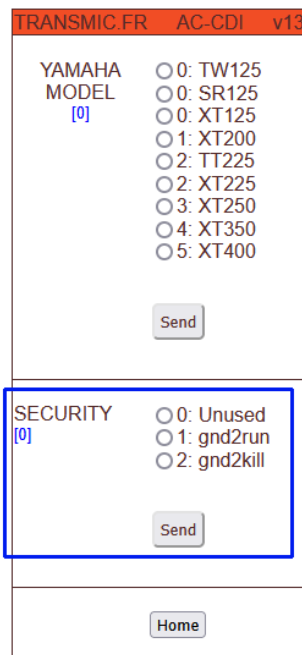 TRANSMIC.FR AC-CDI v13
YAMAHA MODEL
[0]
0: TW125
0: SR125
0: XT125
1: XT200
2: TT225
2: XT225
3: XT250
4: XT350
5: XT400
Send
SECURITY
[0]
0: Unused
1: gnd2run
2: gnd2kill
Send
Home